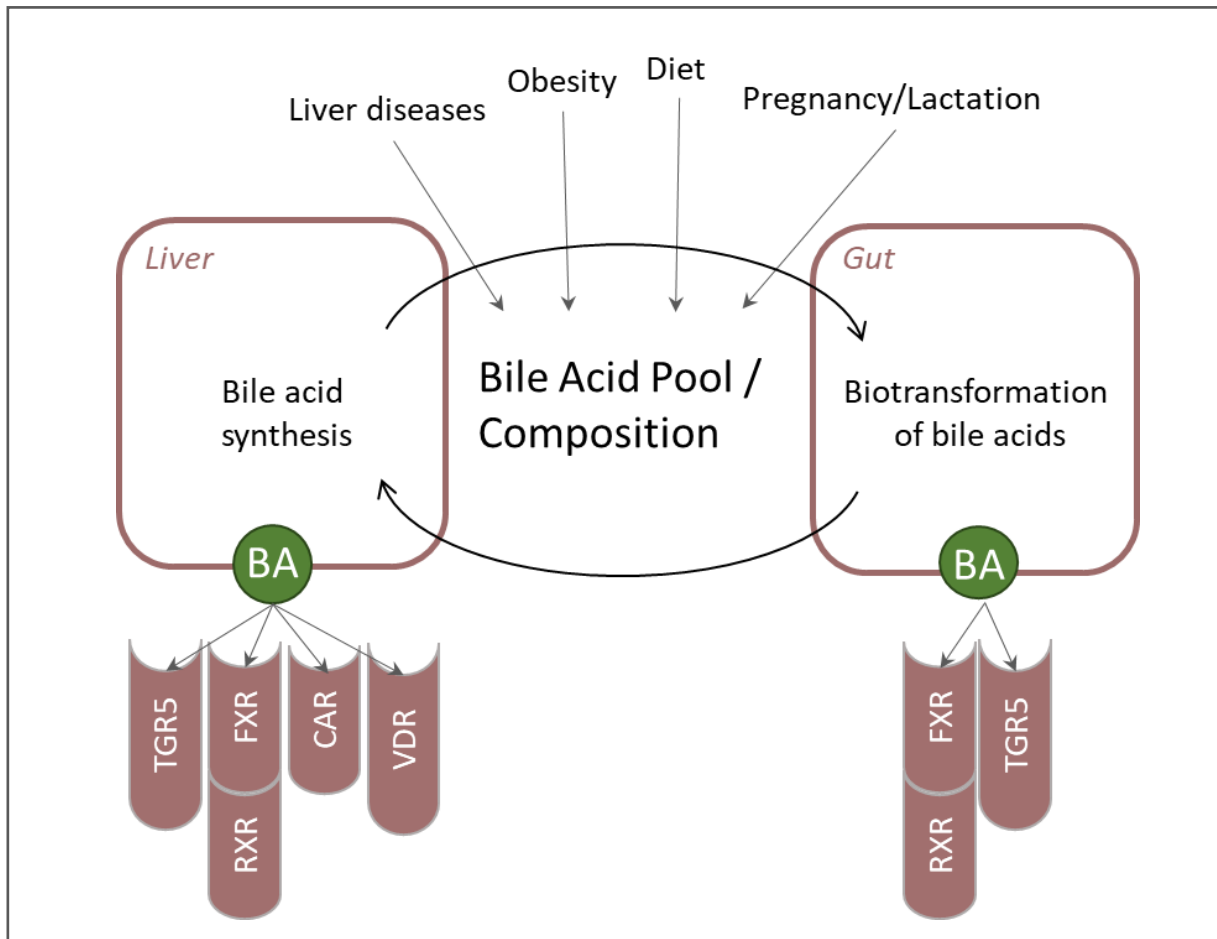 Liver diseases
Obesity
Diet
Pregnancy/Lactation
Liver
Gut
Bile acid
synthesis
Bile Acid Pool /
Composition
Biotransformation
of bile acids
BA
BA
TGR5
FXR
CAR
VDR
RXR
FXR
TGR5
RXR